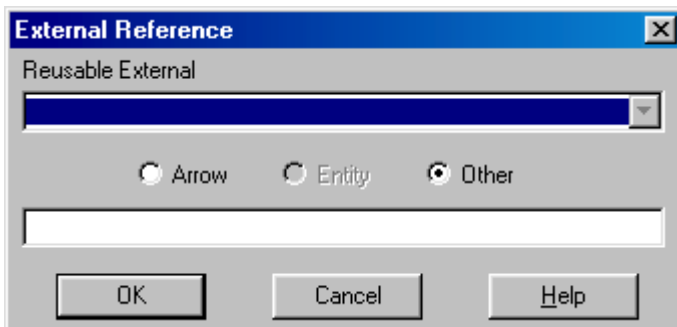 External Reference
Reusable External
Arrow Entity Other
OK Cancel Help